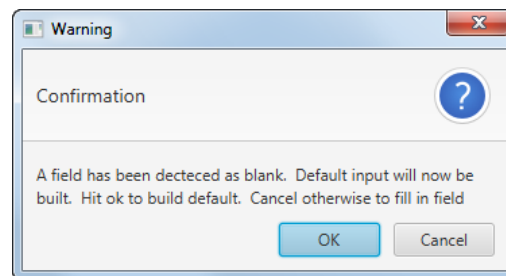 Warning
Confirmation
?
A field has been decteced as blank.  Default input will now be
built.  Hit ok to build default.  Cancel otherwise to fill in field
OK
Cancel